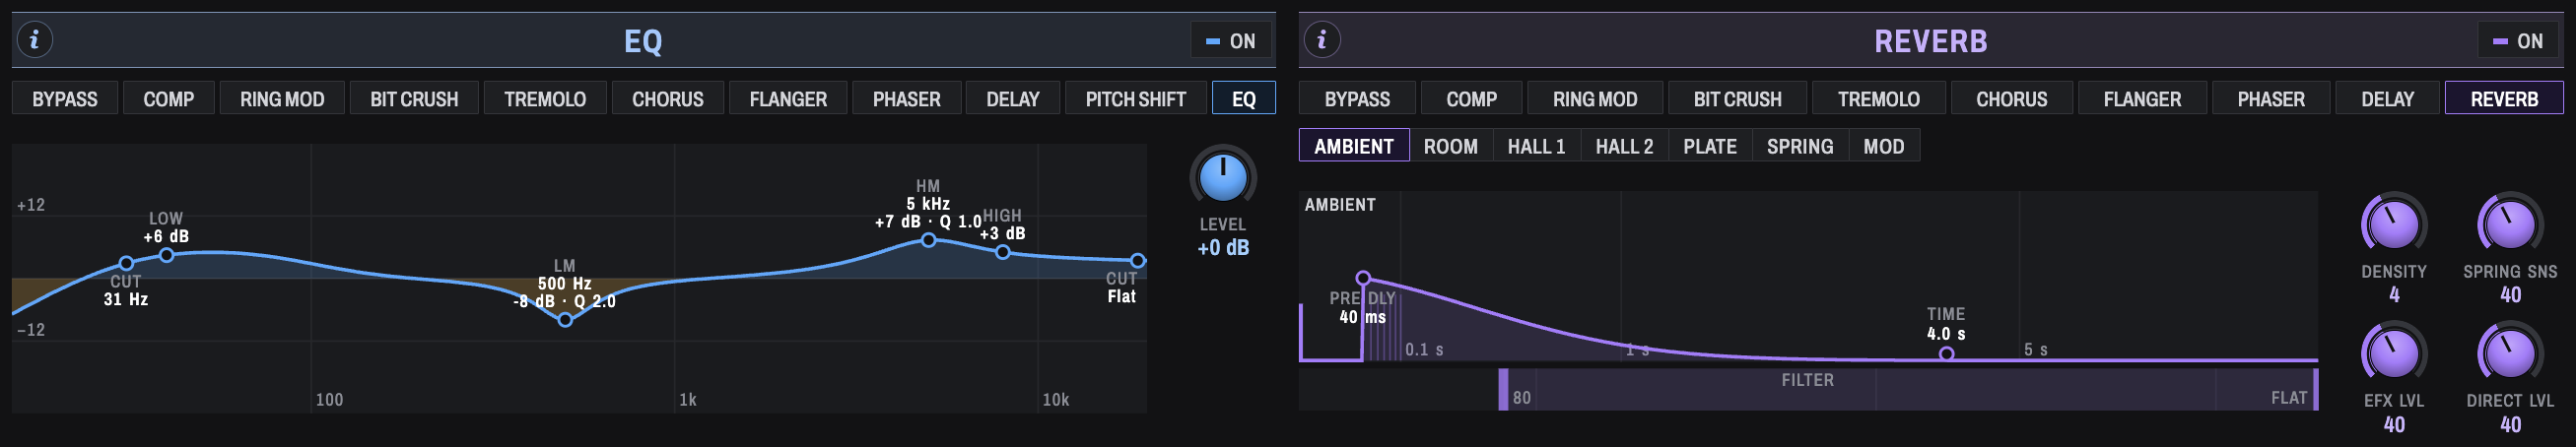 i
EQ
ON
BYPASS COMP RING MOD BIT CRUSH TREMOLO CHORUS FLANGER PHASER DELAY PITCH SHIFT EQ
+12
-12
LOW
+6 dB
CUT
31 Hz
LM
500 Hz
-8 dB · Q 2.0
HM
5 kHz
+7 dB · Q 1.0
HIGH
+3 dB
CUT
Flat
100 1k 10k
LEVEL
+0 dB
i
REVERB
ON
BYPASS COMP RING MOD BIT CRUSH TREMOLO CHORUS FLANGER PHASER DELAY REVERB
AMBIENT ROOM HALL 1 HALL 2 PLATE SPRING MOD
AMBIENT
PRE DLY
40 ms
TIME
4.0 s
0.1 s 1 s 5 s
FILTER
80 FLAT
DENSITY
4
SPRING SNS
40
EFX LVL
40
DIRECT LVL
40